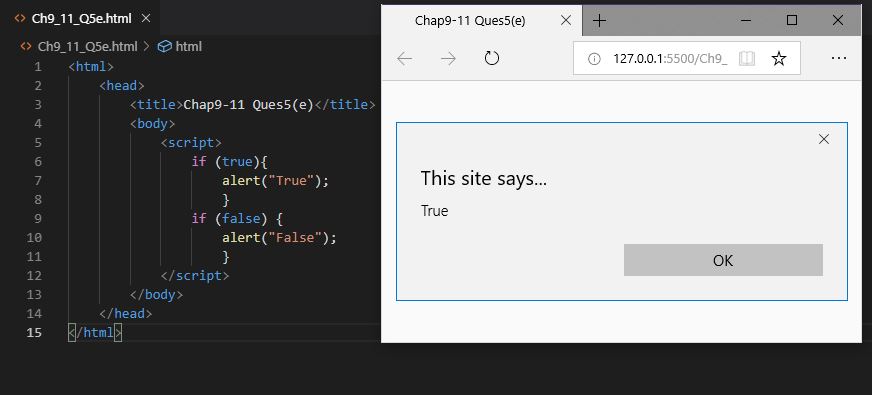 Ch9_11_Q5e.html
Ch9_11_Q5e.html > html
1 <html>
2 <head>
3 <title>Chap9-11 Ques5(e)</title>
4 <body>
5 <script>
6 if (true){
7 alert("True");
8 }
9 if (false) {
10 alert("False");
11 }
12 </script>
13 </body>
14 </head>
15 </html>
Chap9-11 Ques5(e)
127.0.0.1:5500/Ch9_
This site says...
True
OK